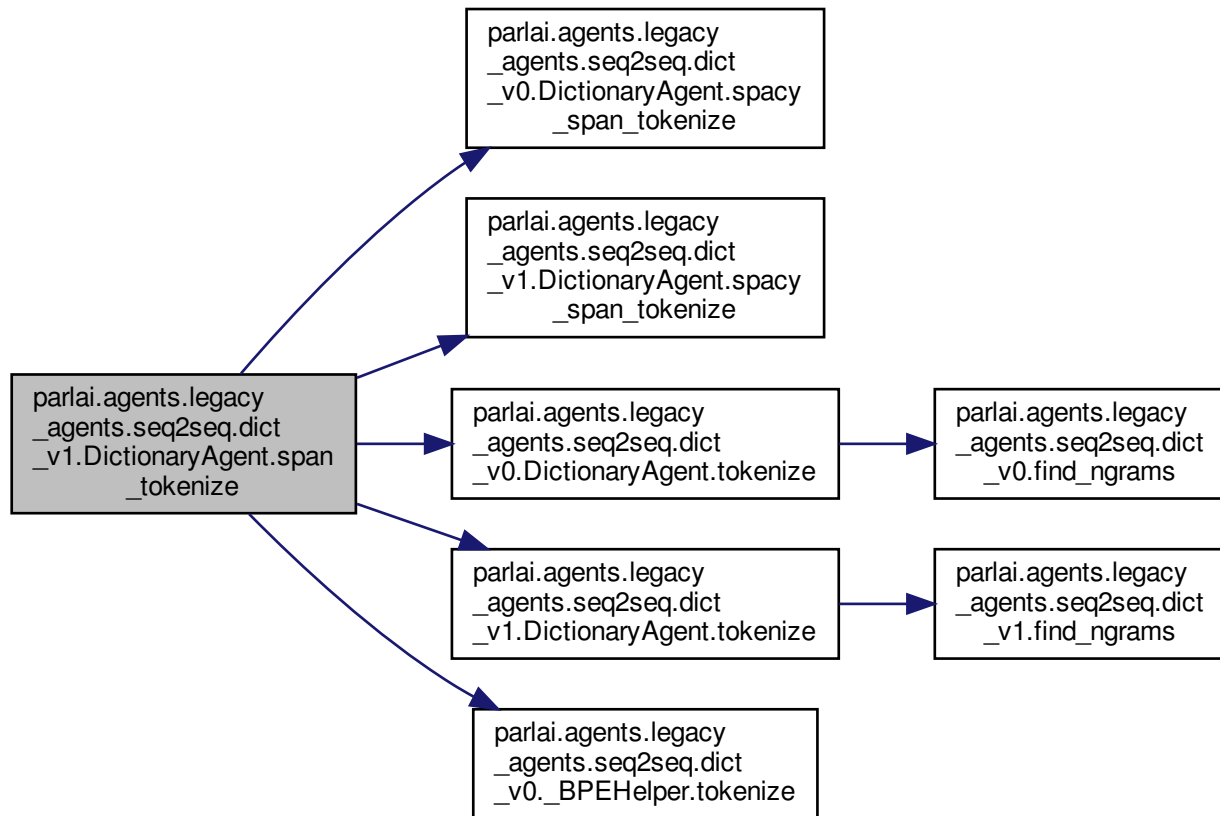 parlai.agents.legacy
_agents.seq2seq.dict
_v0.DictionaryAgent.spacy
_span_tokenize
parlai.agents.legacy
_agents.seq2seq.dict
_v1.DictionaryAgent.spacy
_span_tokenize
parlai.agents.legacy
_agents.seq2seq.dict
_v1.DictionaryAgent.span
_tokenize
parlai.agents.legacy
_agents.seq2seq.dict
_v0.DictionaryAgent.tokenize
parlai.agents.legacy
_agents.seq2seq.dict
_v0.find_ngrams
parlai.agents.legacy
_agents.seq2seq.dict
_v1.DictionaryAgent.tokenize
parlai.agents.legacy
_agents.seq2seq.dict
_v1.find_ngrams
parlai.agents.legacy
_agents.seq2seq.dict
_v0._BPEHelper.tokenize